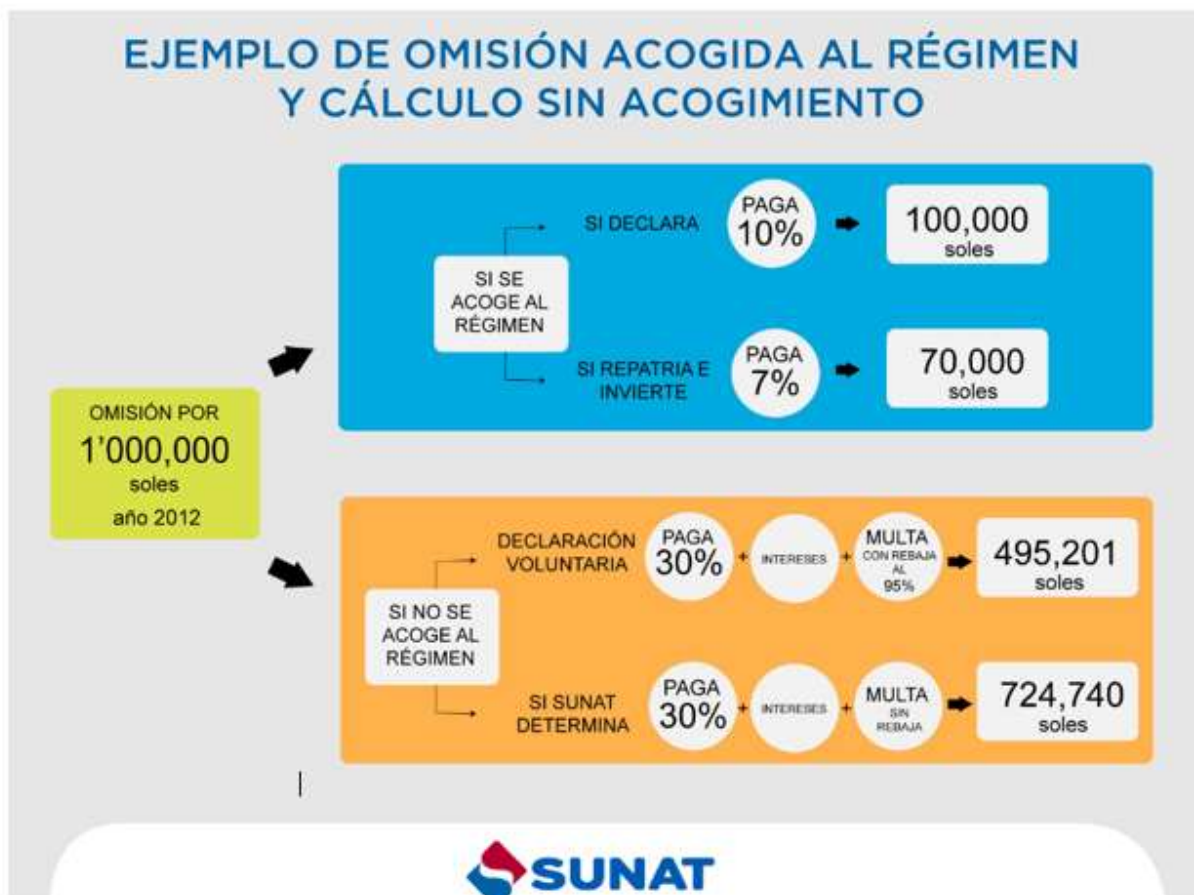 EJEMPLO DE OMISIÓN ACOGIDA AL RÉGIMEN
Y CÁLCULO SIN ACOGIMIENTO
OMISIÓN POR
1'000,000
soles
año 2012
SI SE
ACOGE AL
RÉGIMEN
SI DECLARA
PAGA
10%
100,000
soles
SI REPATRIA E
INVIERTE
PAGA
7%
70,000
soles
SI NO SE
ACOGE AL
RÉGIMEN
DECLARACIÓN
VOLUNTARIA
PAGA
30%
+
INTERESES
+
MULTA
CON REBAJA
AL
95%
495,201
soles
SI SUNAT
DETERMINA
PAGA
30%
+
INTERESES
+
MULTA
SIN
REBAJA
724,740
soles
SUNAT